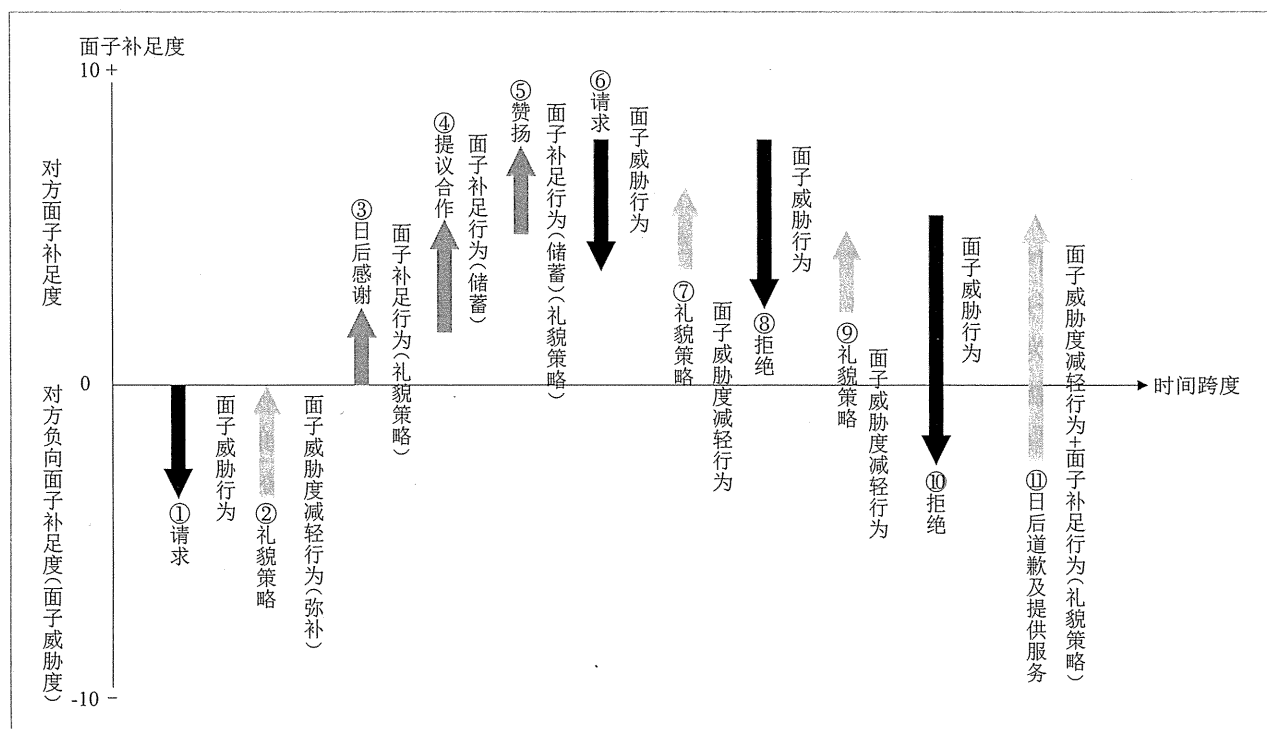 面子补足度
10
对方面子补足度
0
对方负向面子补足度(面子威胁度)
-10
时间跨度
①请求
面子威胁行为
②礼貌策略
面子威胁度减轻行为(弥补)
③日后感谢
面子补足行为(礼貌策略)
④提议合作
面子补足行为(储蓄)
⑤赞扬
面子补足行为(储蓄)(礼貌策略)
⑥请求
面子威胁行为
⑦礼貌策略
面子威胁度减轻行为
⑧拒绝
面子威胁行为
⑨礼貌策略
面子威胁度减轻行为
⑩拒绝
面子威胁行为
⑪日后道歉及提供服务
面子威胁度减轻行为+面子补足行为(礼貌策略)